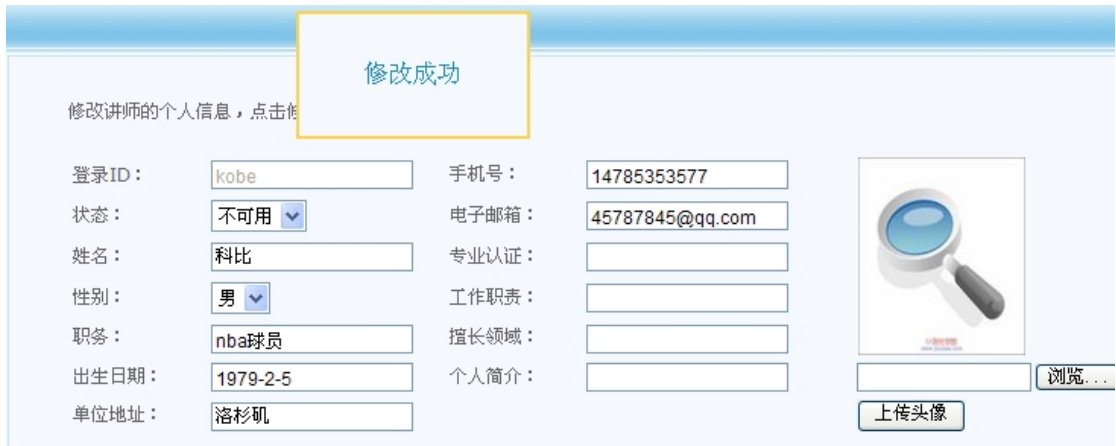 修改成功
修改讲师的个人信息，点击
登录ID： kobe 手机号： 14785353577
状态： 不可用 电子邮箱： 45787845@qq.com
姓名： 科比 专业认证：
性别： 男 工作职责：
职务： nba球员 擅长领域：
出生日期： 1979-2-5 个人简介： 浏览...
单位地址： 洛杉矶 上传头像